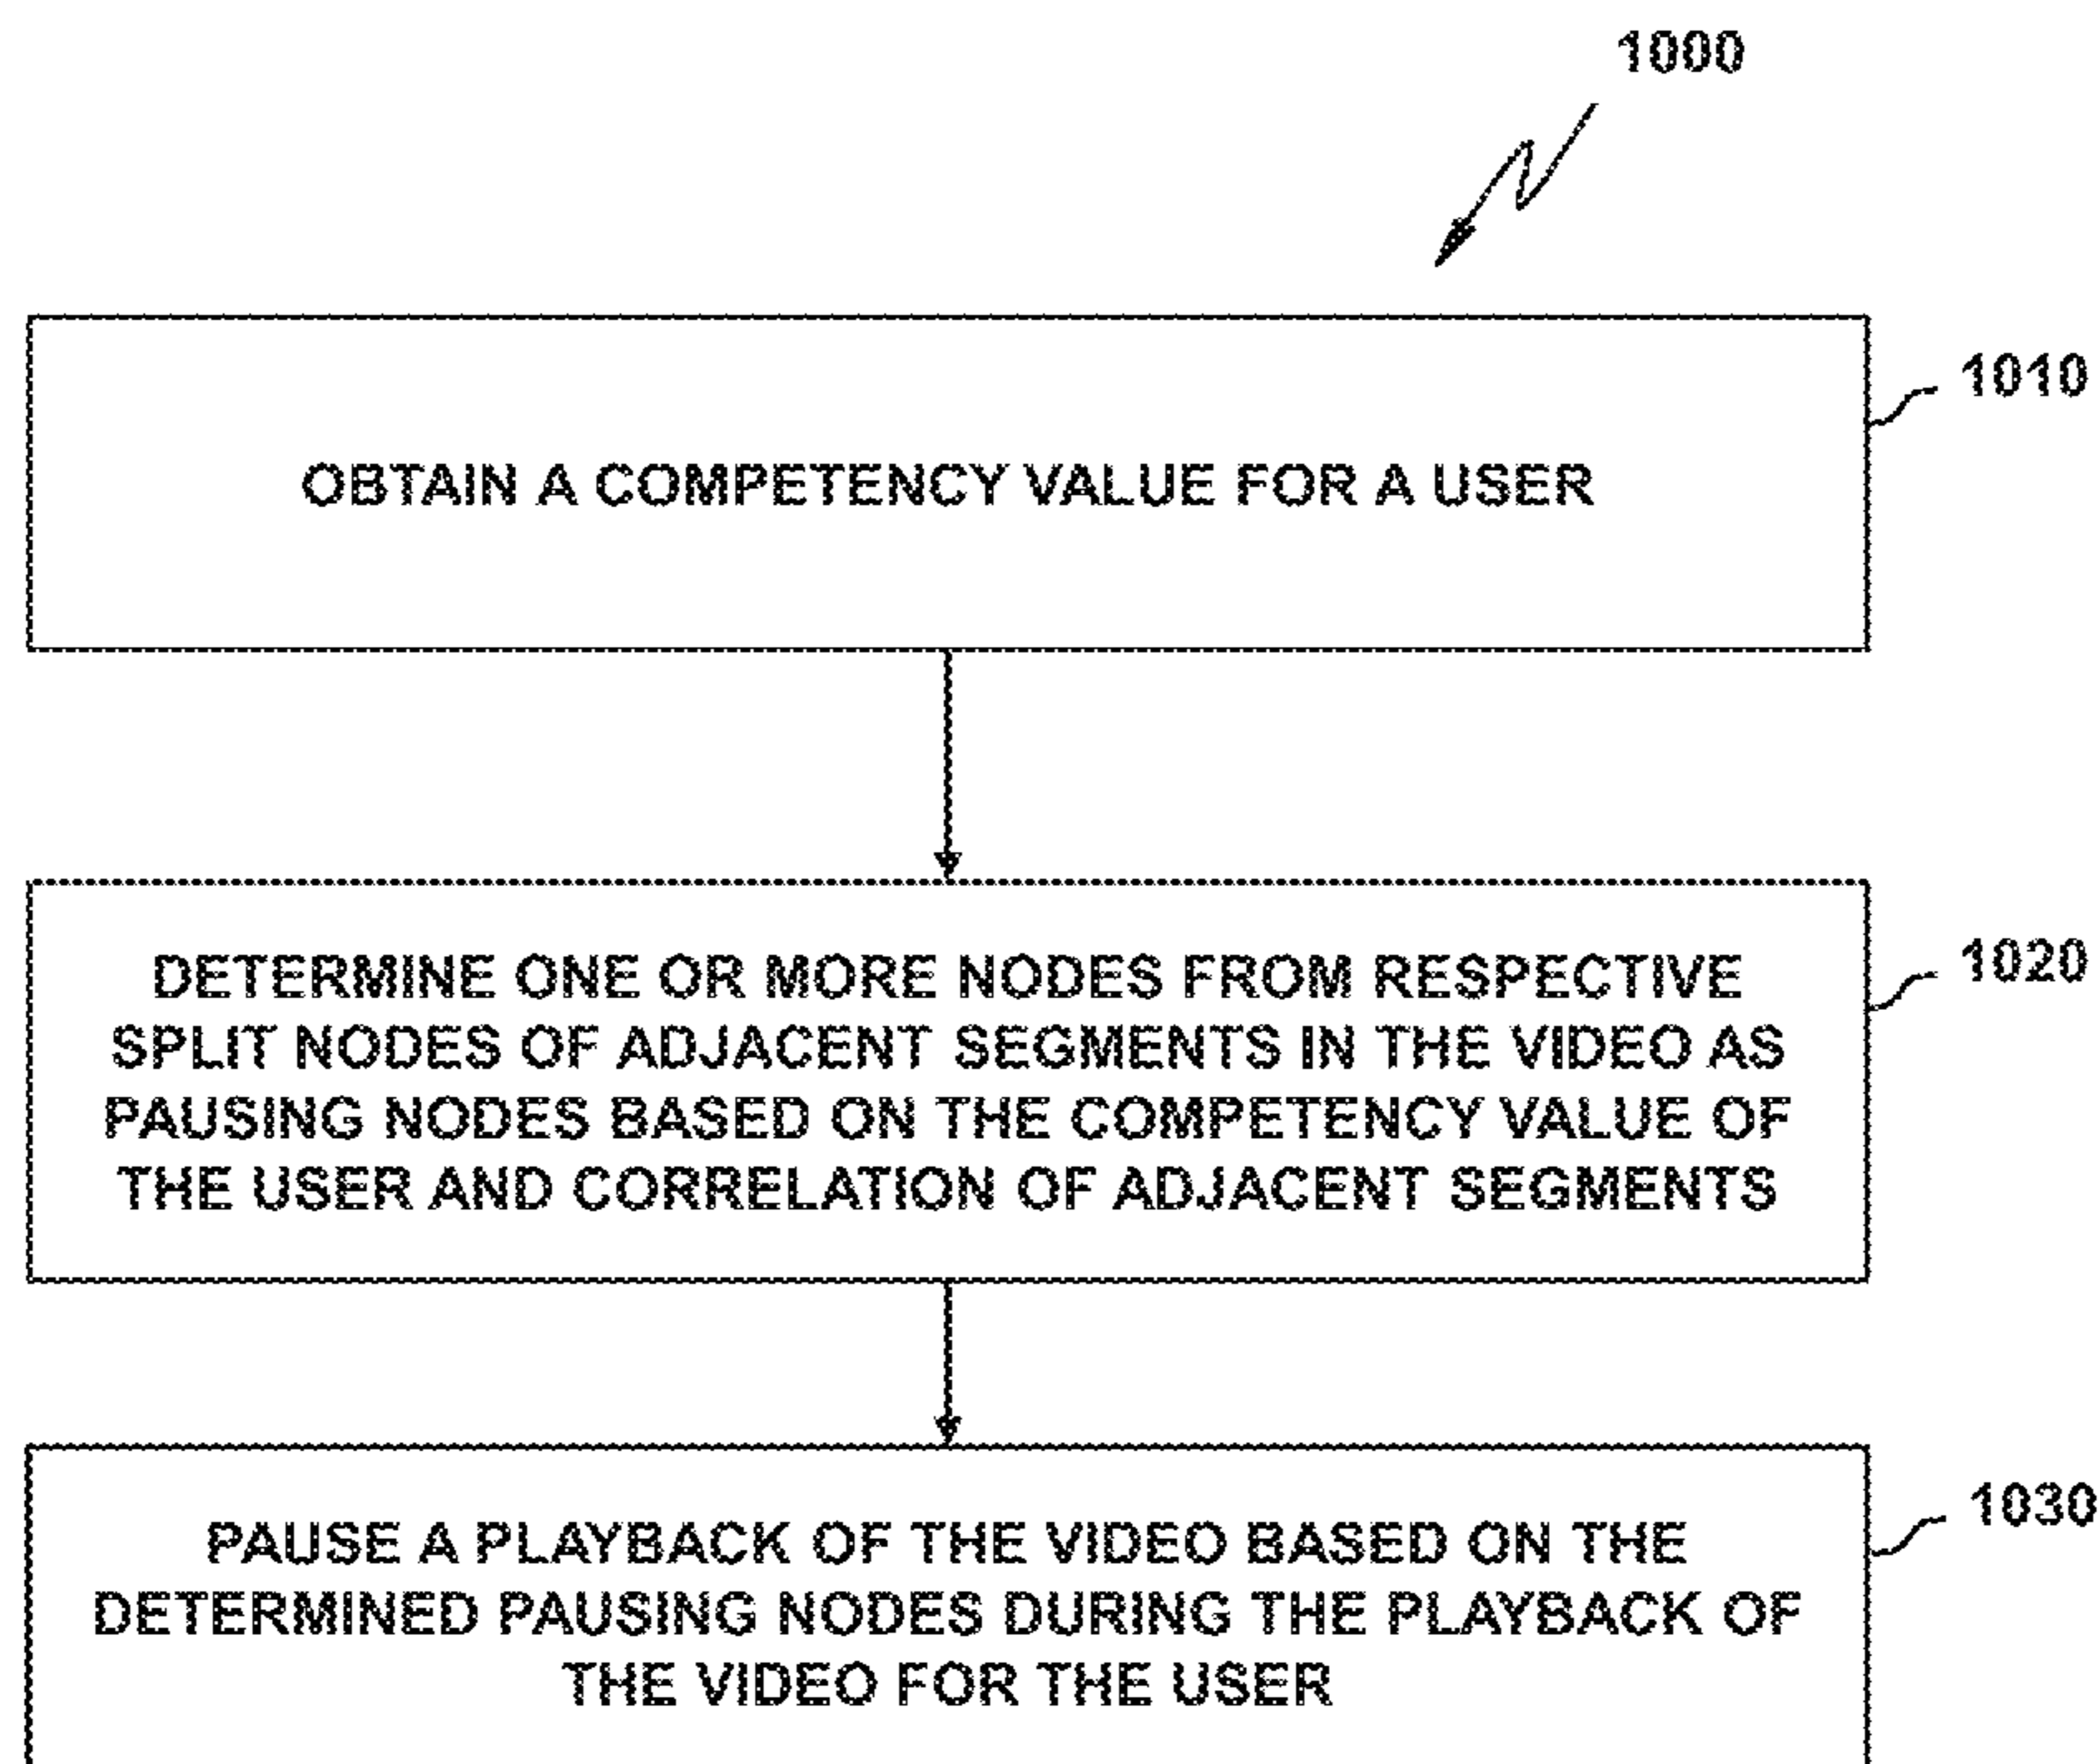 1000
1010
OBTAIN A COMPETENCY VALUE FOR A USER
1020
DETERMINE ONE OR MORE NODES FROM RESPECTIVE
SPLIT NODES OF ADJACENT SEGMENTS IN THE VIDEO AS
PAUSING NODES BASED ON THE COMPETENCY VALUE OF
THE USER AND CORRELATION OF ADJACENT SEGMENTS
1030
PAUSE A PLAYBACK OF THE VIDEO BASED ON THE
DETERMINED PAUSING NODES DURING THE PLAYBACK OF
THE VIDEO FOR THE USER